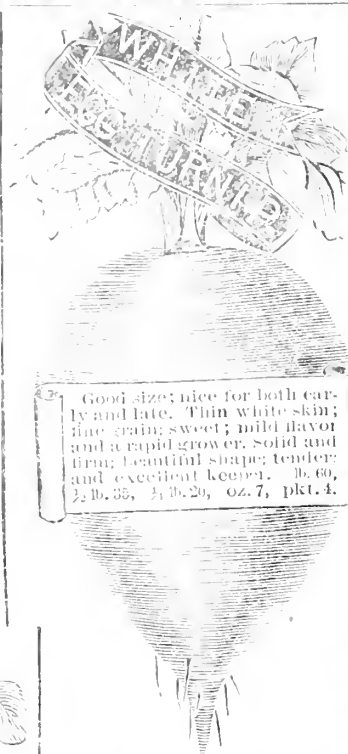 WHITE
EGG TURNIP
Good size; nice for both ear-
ly and late. Thin white skin;
fine grain; sweet; mild flavor
and a rapid grower. Solid and
firm; beautiful shape; tender;
and excellent keeper. lb. 60,
½ lb. 35, ¼ lb. 20, oz. 7, pkt. 4.